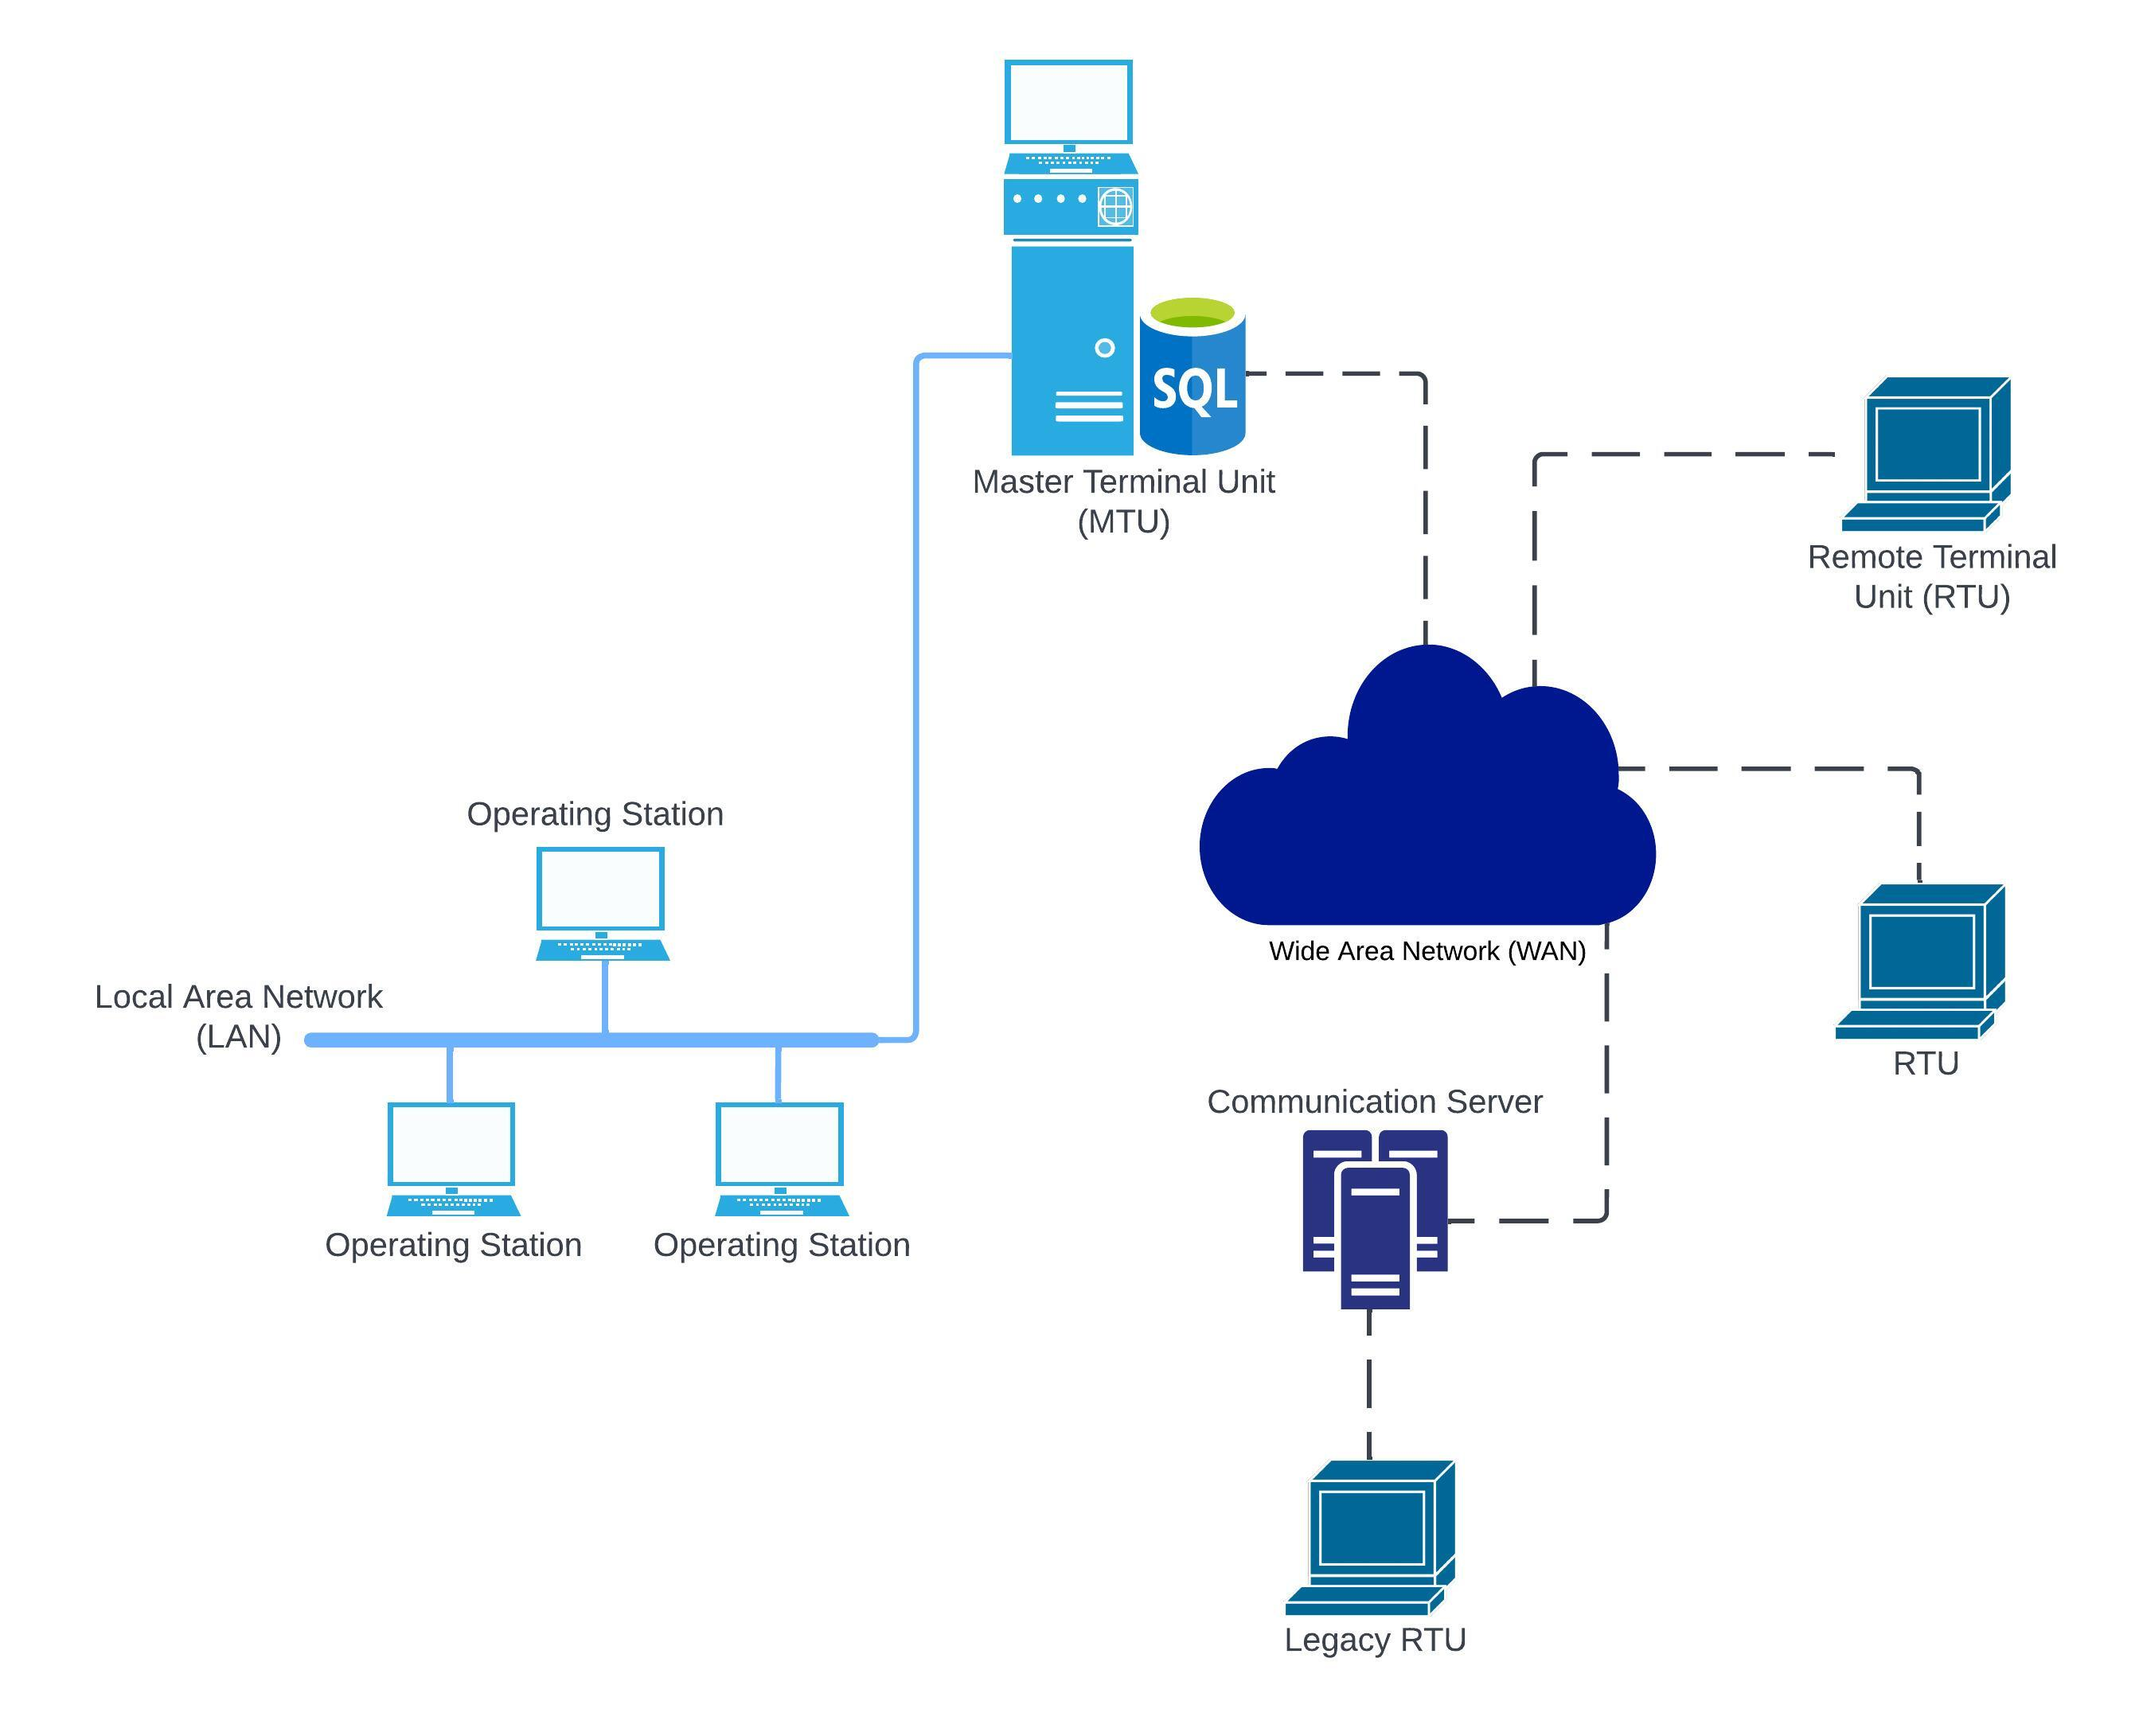 SQL
Master Terminal Unit
(MTU)
Remote Terminal
Unit (RTU)
Operating Station
Wide Area Network (WAN)
Local Area Network
(LAN)
RTU
Communication Server
Operating Station
Operating Station
Legacy RTU